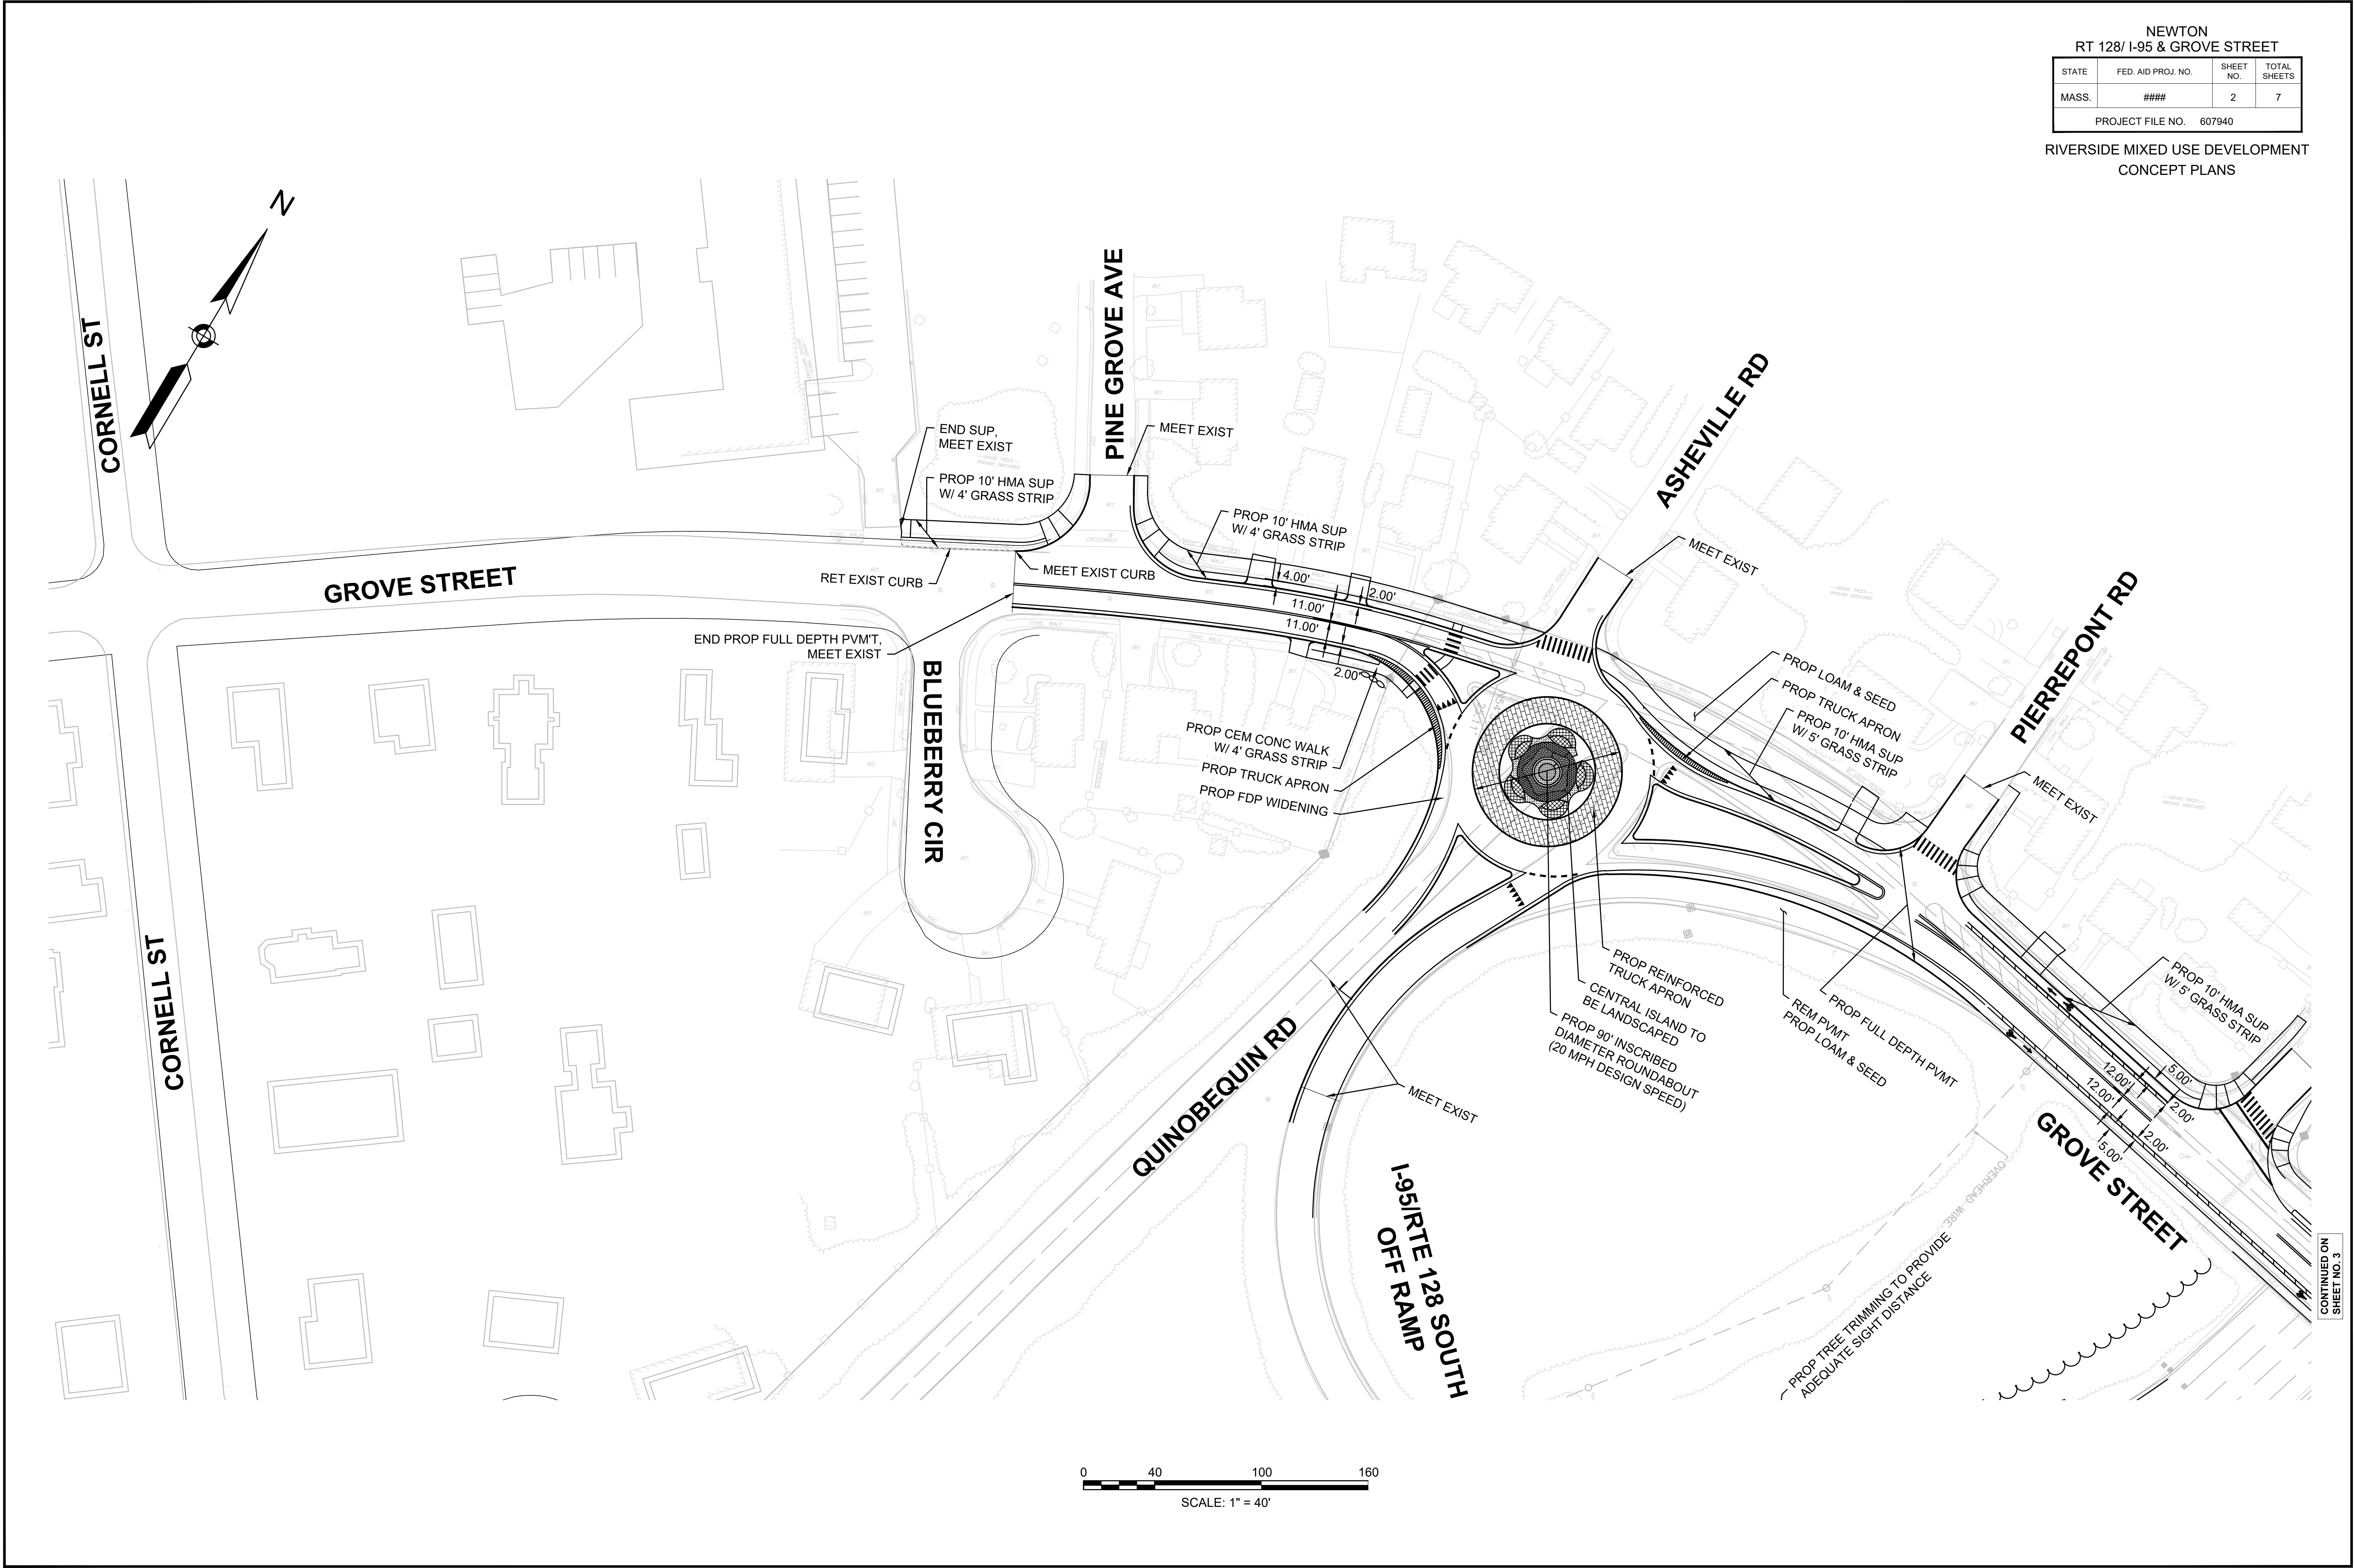 NEWTON
RT 128/ I-95 & GROVE STREET
STATE
FED. AID PROJ. NO.
SHEET
NO.
TOTAL
SHEETS
MASS.
####
2
7
PROJECT FILE NO. 607940
RIVERSIDE MIXED USE DEVELOPMENT
CONCEPT PLANS
N
CORNELL ST
GROVE STREET
CORNELL ST
END SUP,
MEET EXIST
PROP 10' HMA SUP
W/ 4' GRASS STRIP
PINE GROVE AVE
MEET EXIST
RET EXIST CURB
MEET EXIST CURB
END PROP FULL DEPTH PVM'T,
MEET EXIST
BLUEBERRY CIR
PROP 10' HMA SUP
W/ 4' GRASS STRIP
4.00'
2.00'
11.00'
11.00'
2.00'
ASHEVILLE RD
MEET EXIST
PROP CEM CONC WALK
W/ 4' GRASS STRIP
PROP TRUCK APRON
PROP FDP WIDENING
PROP LOAM & SEED
PROP TRUCK APRON
PROP 10' HMA SUP
W/ 5' GRASS STRIP
PIERREPONT RD
MEET EXIST
PROP REINFORCED
TRUCK APRON
CENTRAL ISLAND TO
BE LANDSCAPED
PROP 90' INSCRIBED
DIAMETER ROUNDABOUT
(20 MPH DESIGN SPEED)
PROP FULL DEPTH PVMT
REM PVMT
PROP LOAM & SEED
PROP 10' HMA SUP
W/ 5' GRASS STRIP
5.00'
12.00'
12.00'
2.00'
2.00'
5.00'
QUINOBEQUIN RD
MEET EXIST
I-95/RTE 128 SOUTH
OFF RAMP
GROVE STREET
OVERHEAD WIRE
PROP TREE TRIMMING TO PROVIDE
ADEQUATE SIGHT DISTANCE
CONTINUED ON
SHEET NO. 3
0
40
100
160
SCALE: 1" = 40'